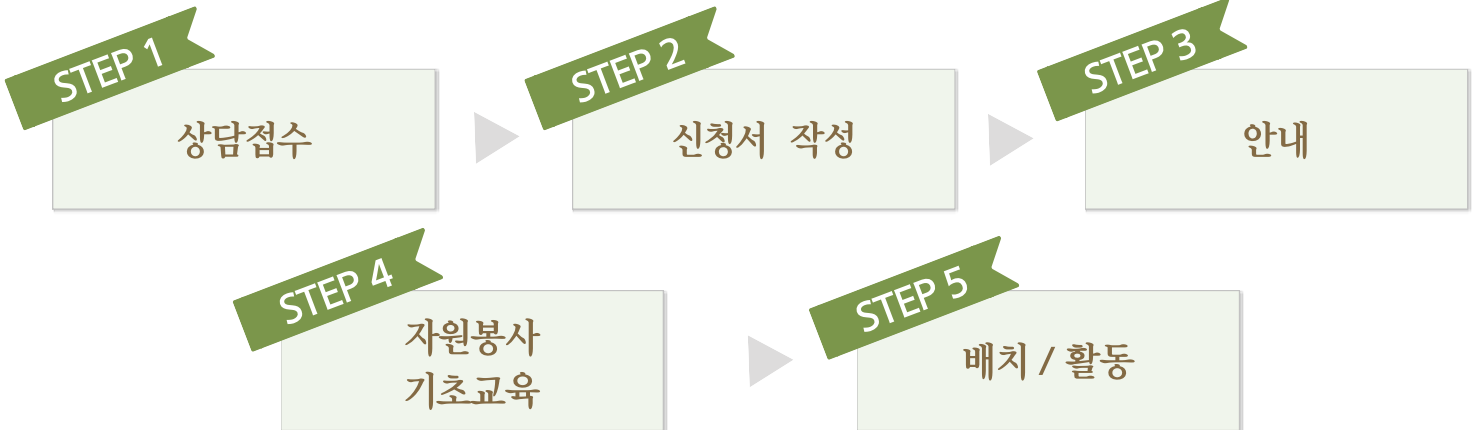 STEP 1
상담접수
STEP 2
신청서 작성
STEP 3
안내
STEP 4
자원봉사
기초교육
STEP 5
배치 / 활동